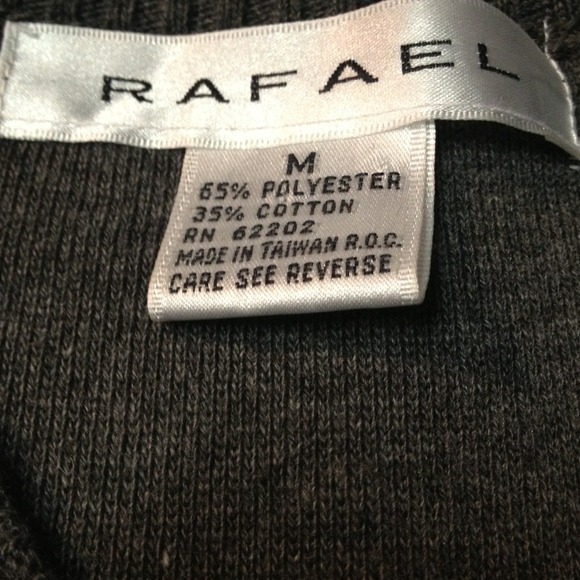 RAFAEL
M
65% POLYESTER
35% COTTON
RN 62202
MADE IN TAIWAN R.O.C.
CARE SEE REVERSE